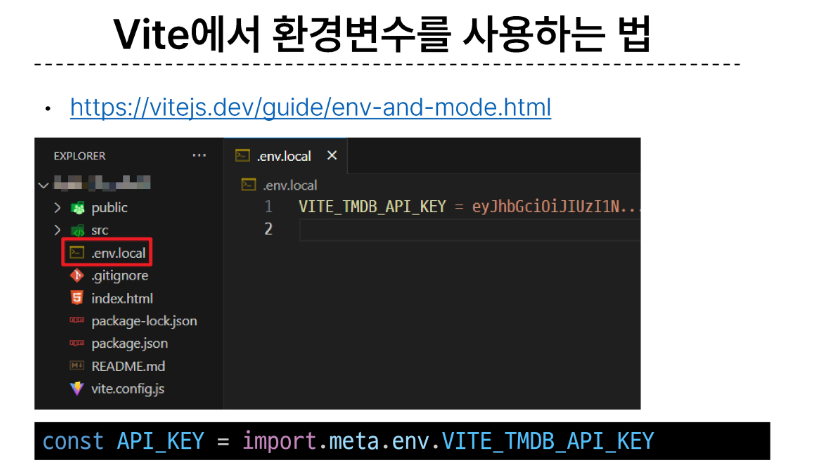 Vite에서 환경변수를 사용하는 법
• https://vitejs.dev/guide/env-and-mode.html
EXPLORER ...
public
src
.env.local
.gitignore
index.html
package-lock.json
package.json
README.md
vite.config.js
.env.local ✕
.env.local
1 VITE_TMDB_API_KEY = eyJhbGciOiJIUzI1N...
2
const API_KEY = import.meta.env.VITE_TMDB_API_KEY